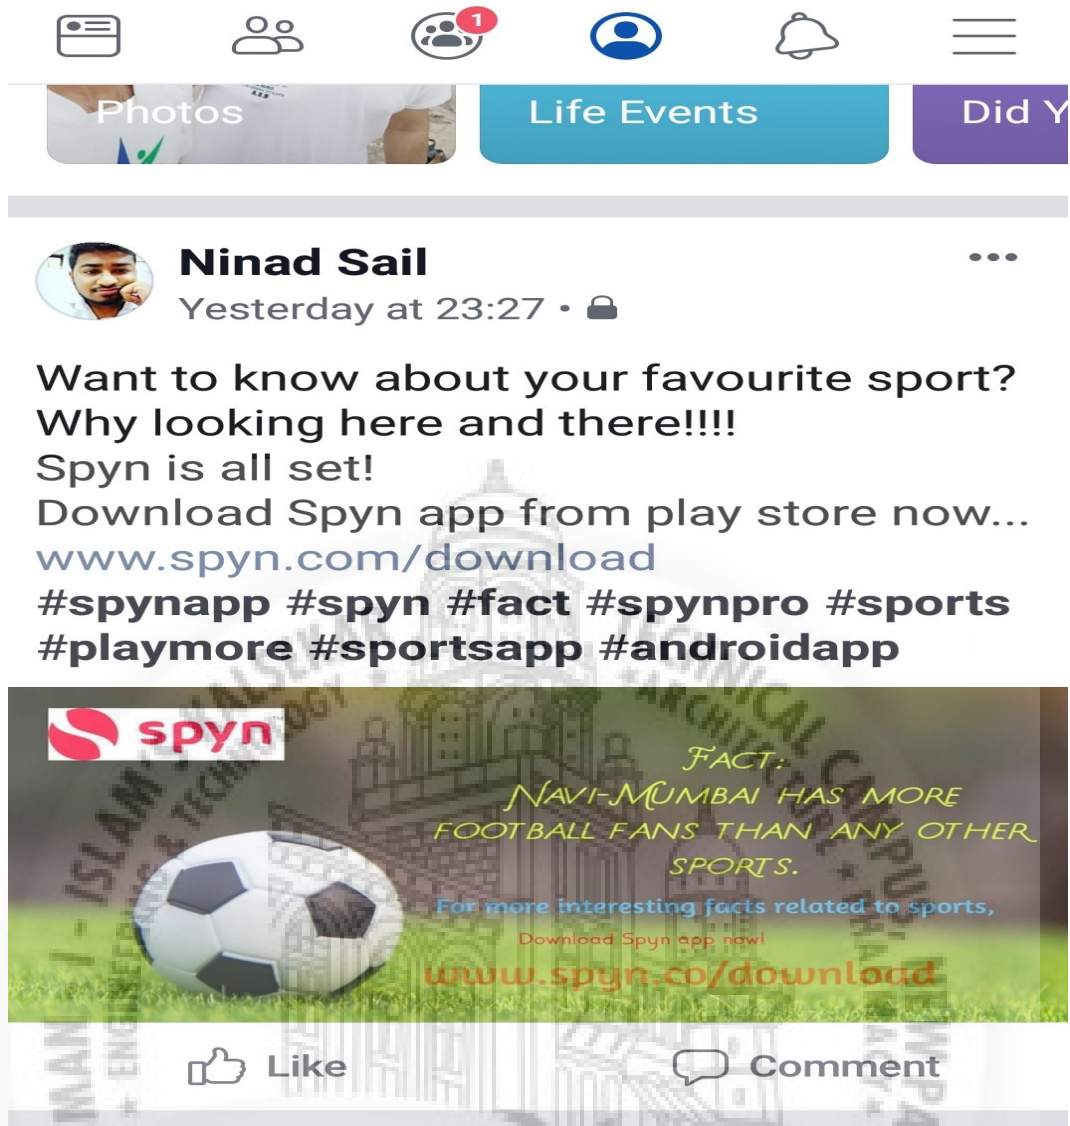 1
Photos
Life Events
Did Y
Ninad Sail
Yesterday at 23:27 •
Want to know about your favourite sport?
Why looking here and there!!!!
Spyn is all set!
Download Spyn app from play store now...
www.spyn.com/download
#spynapp #spyn #fact #spynpro #sports
#playmore #sportsapp #androidapp
spyn
FACT:
NAVI-MUMBAI HAS MORE
FOOTBALL FANS THAN ANY OTHER
SPORTS.
For more interesting facts related to sports,
Download Spyn app now!
www.spyn.co/download
Like
Comment